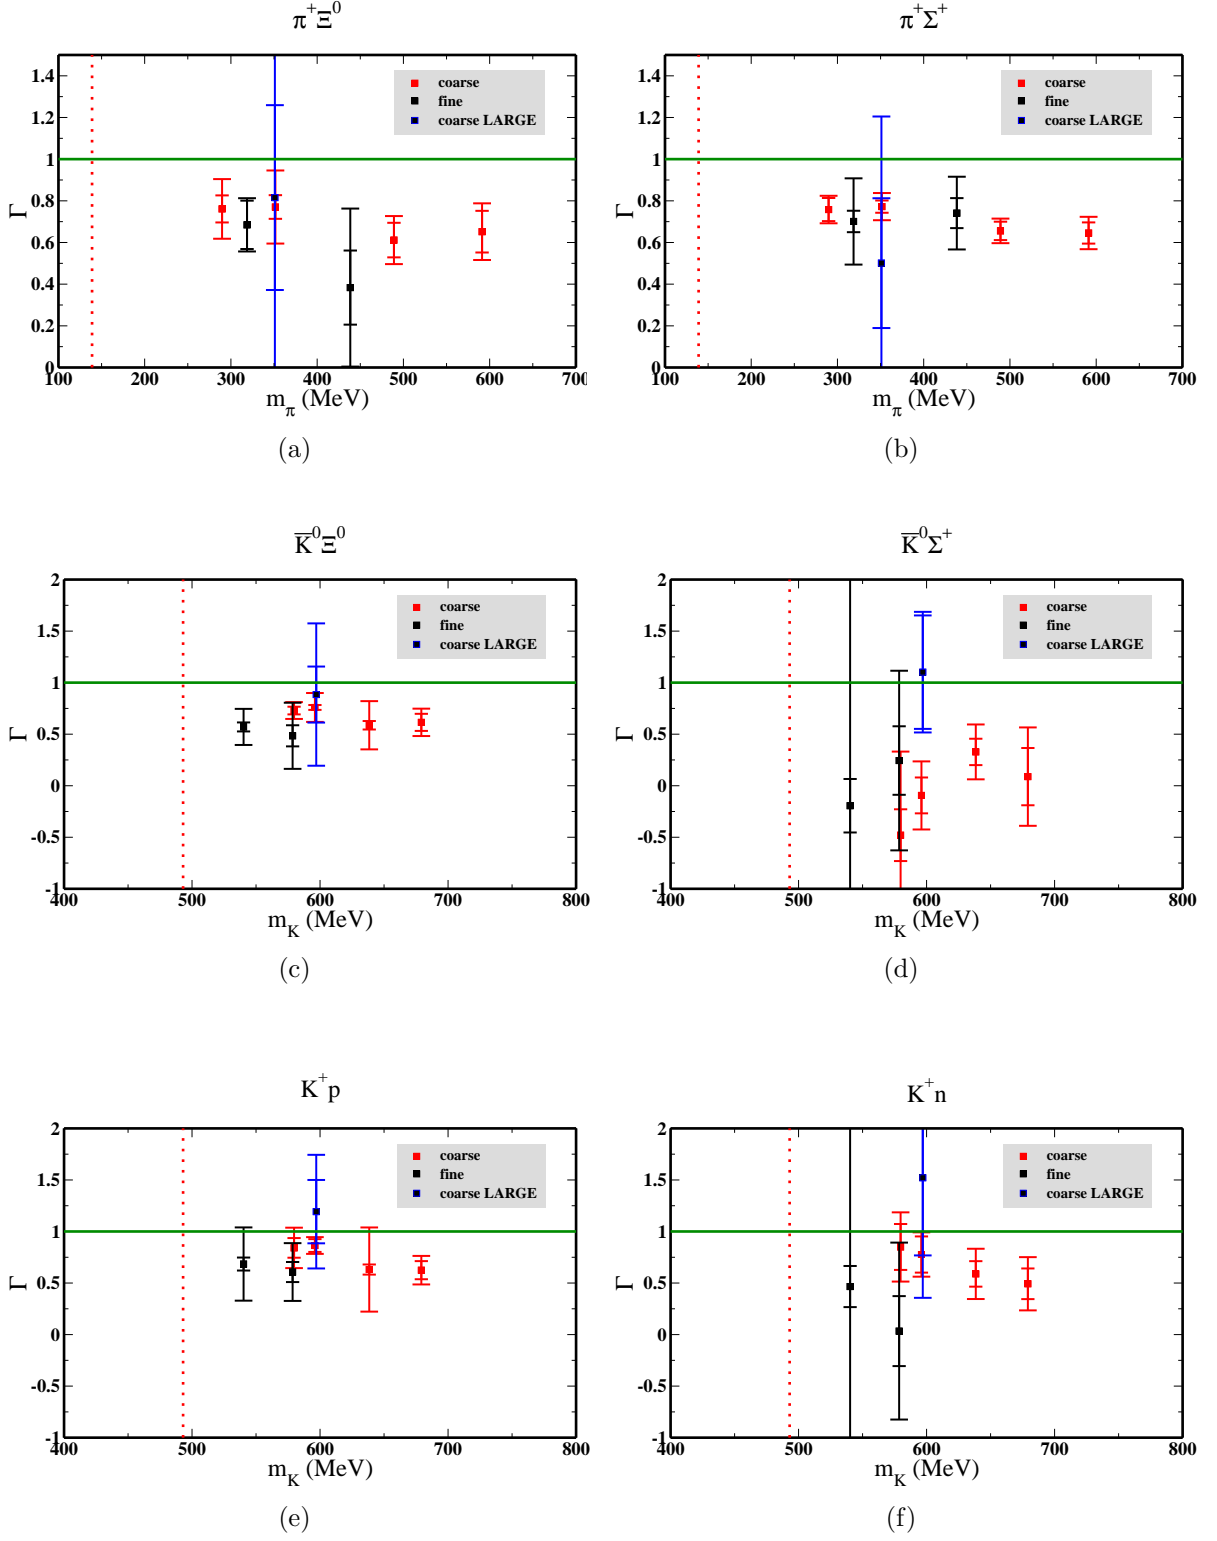 π⁺Ξ⁰
1.4
1.2
1
0.8
0.6
0.4
0.2
0
Γ
coarse
fine
coarse LARGE
100 200 300 400 500 600 700
m_π (MeV)
(a)
π⁺Σ⁺
1.4
1.2
1
0.8
0.6
0.4
0.2
0
Γ
coarse
fine
coarse LARGE
100 200 300 400 500 600 700
m_π (MeV)
(b)
K̅⁰Ξ⁰
2
1.5
1
0.5
0
-0.5
-1
Γ
coarse
fine
coarse LARGE
400 500 600 700 800
m_K (MeV)
(c)
K̅⁰Σ⁺
2
1.5
1
0.5
0
-0.5
-1
Γ
coarse
fine
coarse LARGE
400 500 600 700 800
m_K (MeV)
(d)
K⁺p
2
1.5
1
0.5
0
-0.5
-1
Γ
coarse
fine
coarse LARGE
400 500 600 700 800
m_K (MeV)
(e)
K⁺n
2
1.5
1
0.5
0
-0.5
-1
Γ
coarse
fine
coarse LARGE
400 500 600 700 800
m_K (MeV)
(f)